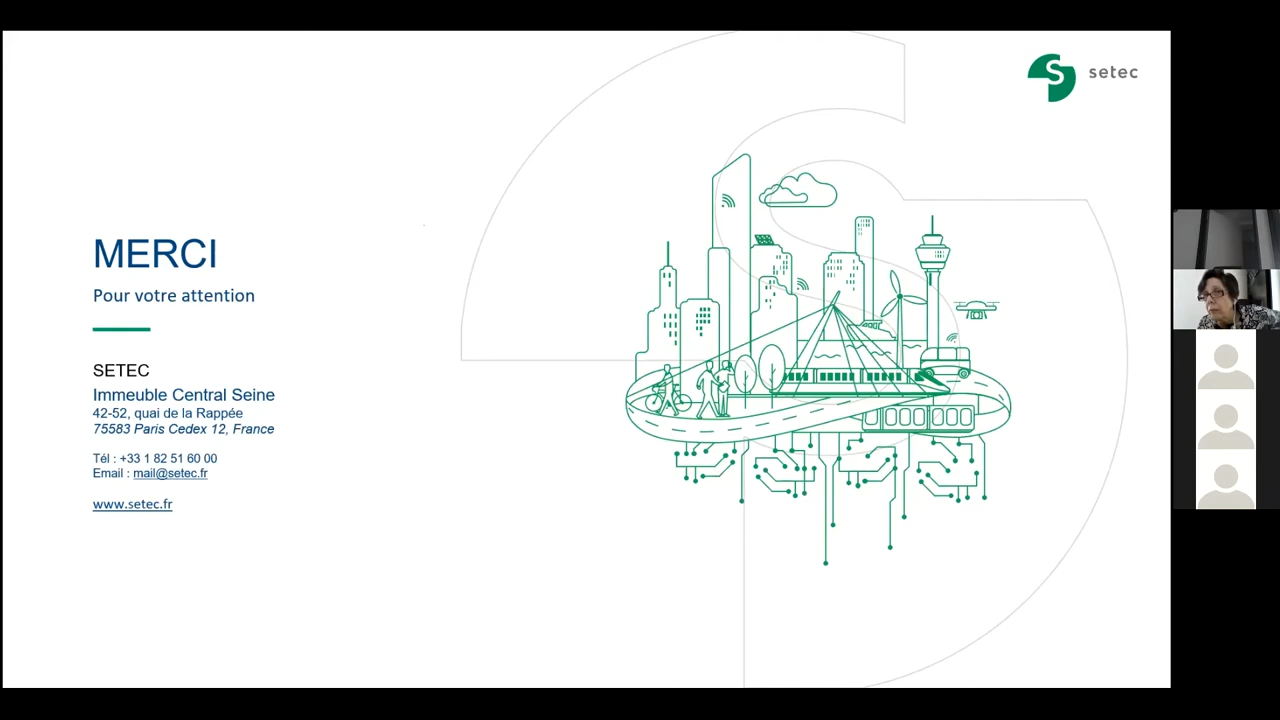 setec
MERCI
Pour votre attention
SETEC
Immeuble Central Seine
42-52, quai de la Rappée
75583 Paris Cedex 12, France
Tél : +33 1 82 51 60 00
Email : mail@setec.fr
www.setec.fr